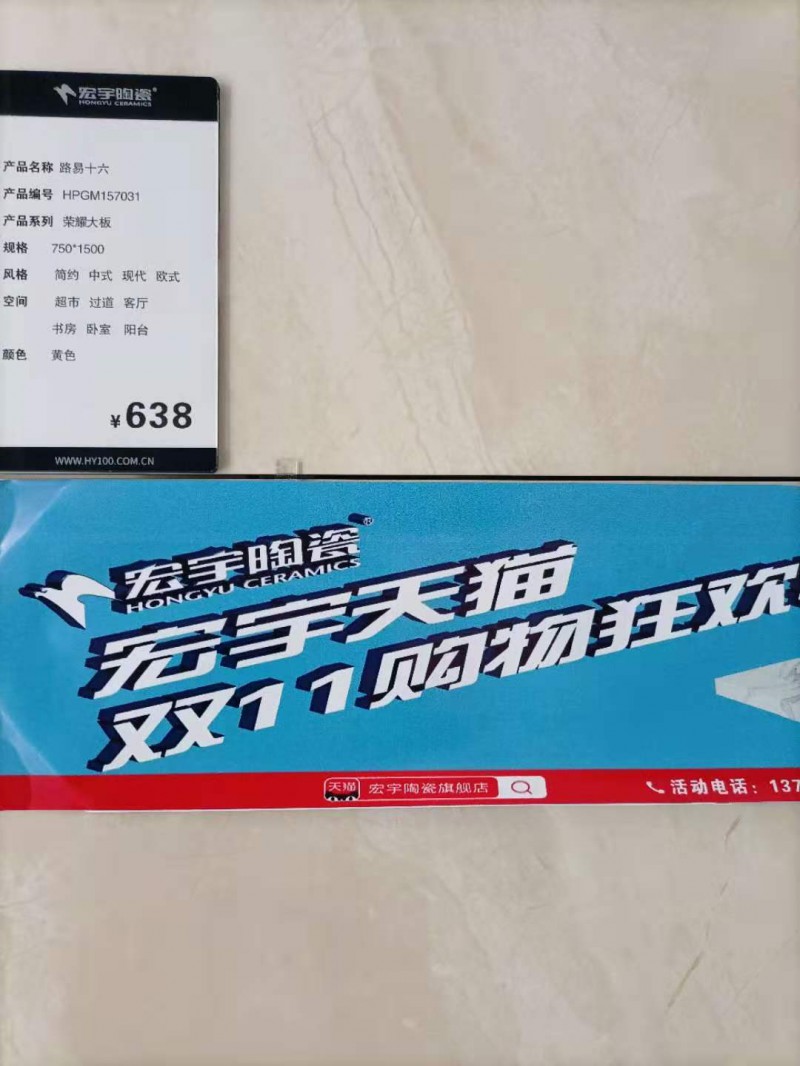 宏宇陶瓷®
HONGYU CERAMICS
产品名称 路易十六
产品编号 HPGM157031
产品系列 荣耀大板
规格 750*1500
风格 简约 中式 现代 欧式
空间 超市 过道 客厅
书房 卧室 阳台
颜色 黄色
¥638
WWW.HY100.COM.CN
宏宇陶瓷®
HONGYU CERAMICS
宏宇天猫
双11购物狂欢
天猫 宏宇陶瓷旗舰店
活动电话：137